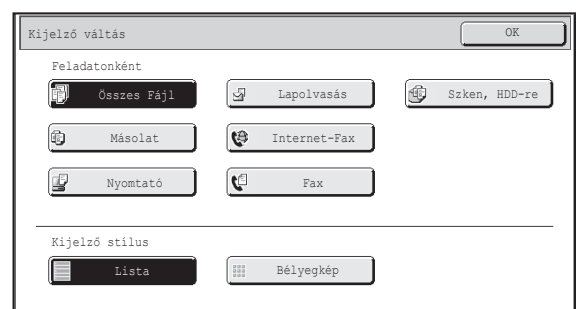 Kijelző váltás OK
Feladatonként
Összes Fájl Lapolvasás Szken, HDD-re
Másolat Internet-Fax
Nyomtató Fax
Kijelző stílus
Lista Bélyegkép